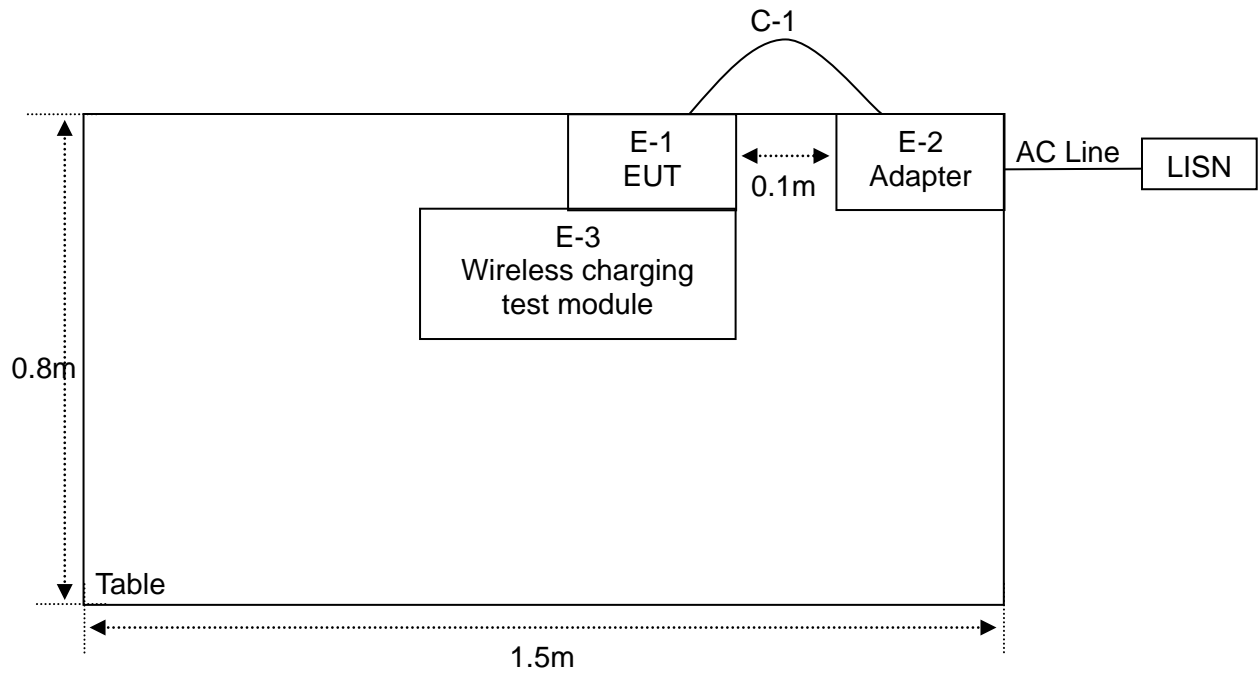 C-1
E-1
EUT
0.1m
E-2
Adapter
AC Line
LISN
E-3
Wireless charging
test module
0.8m
Table
1.5m